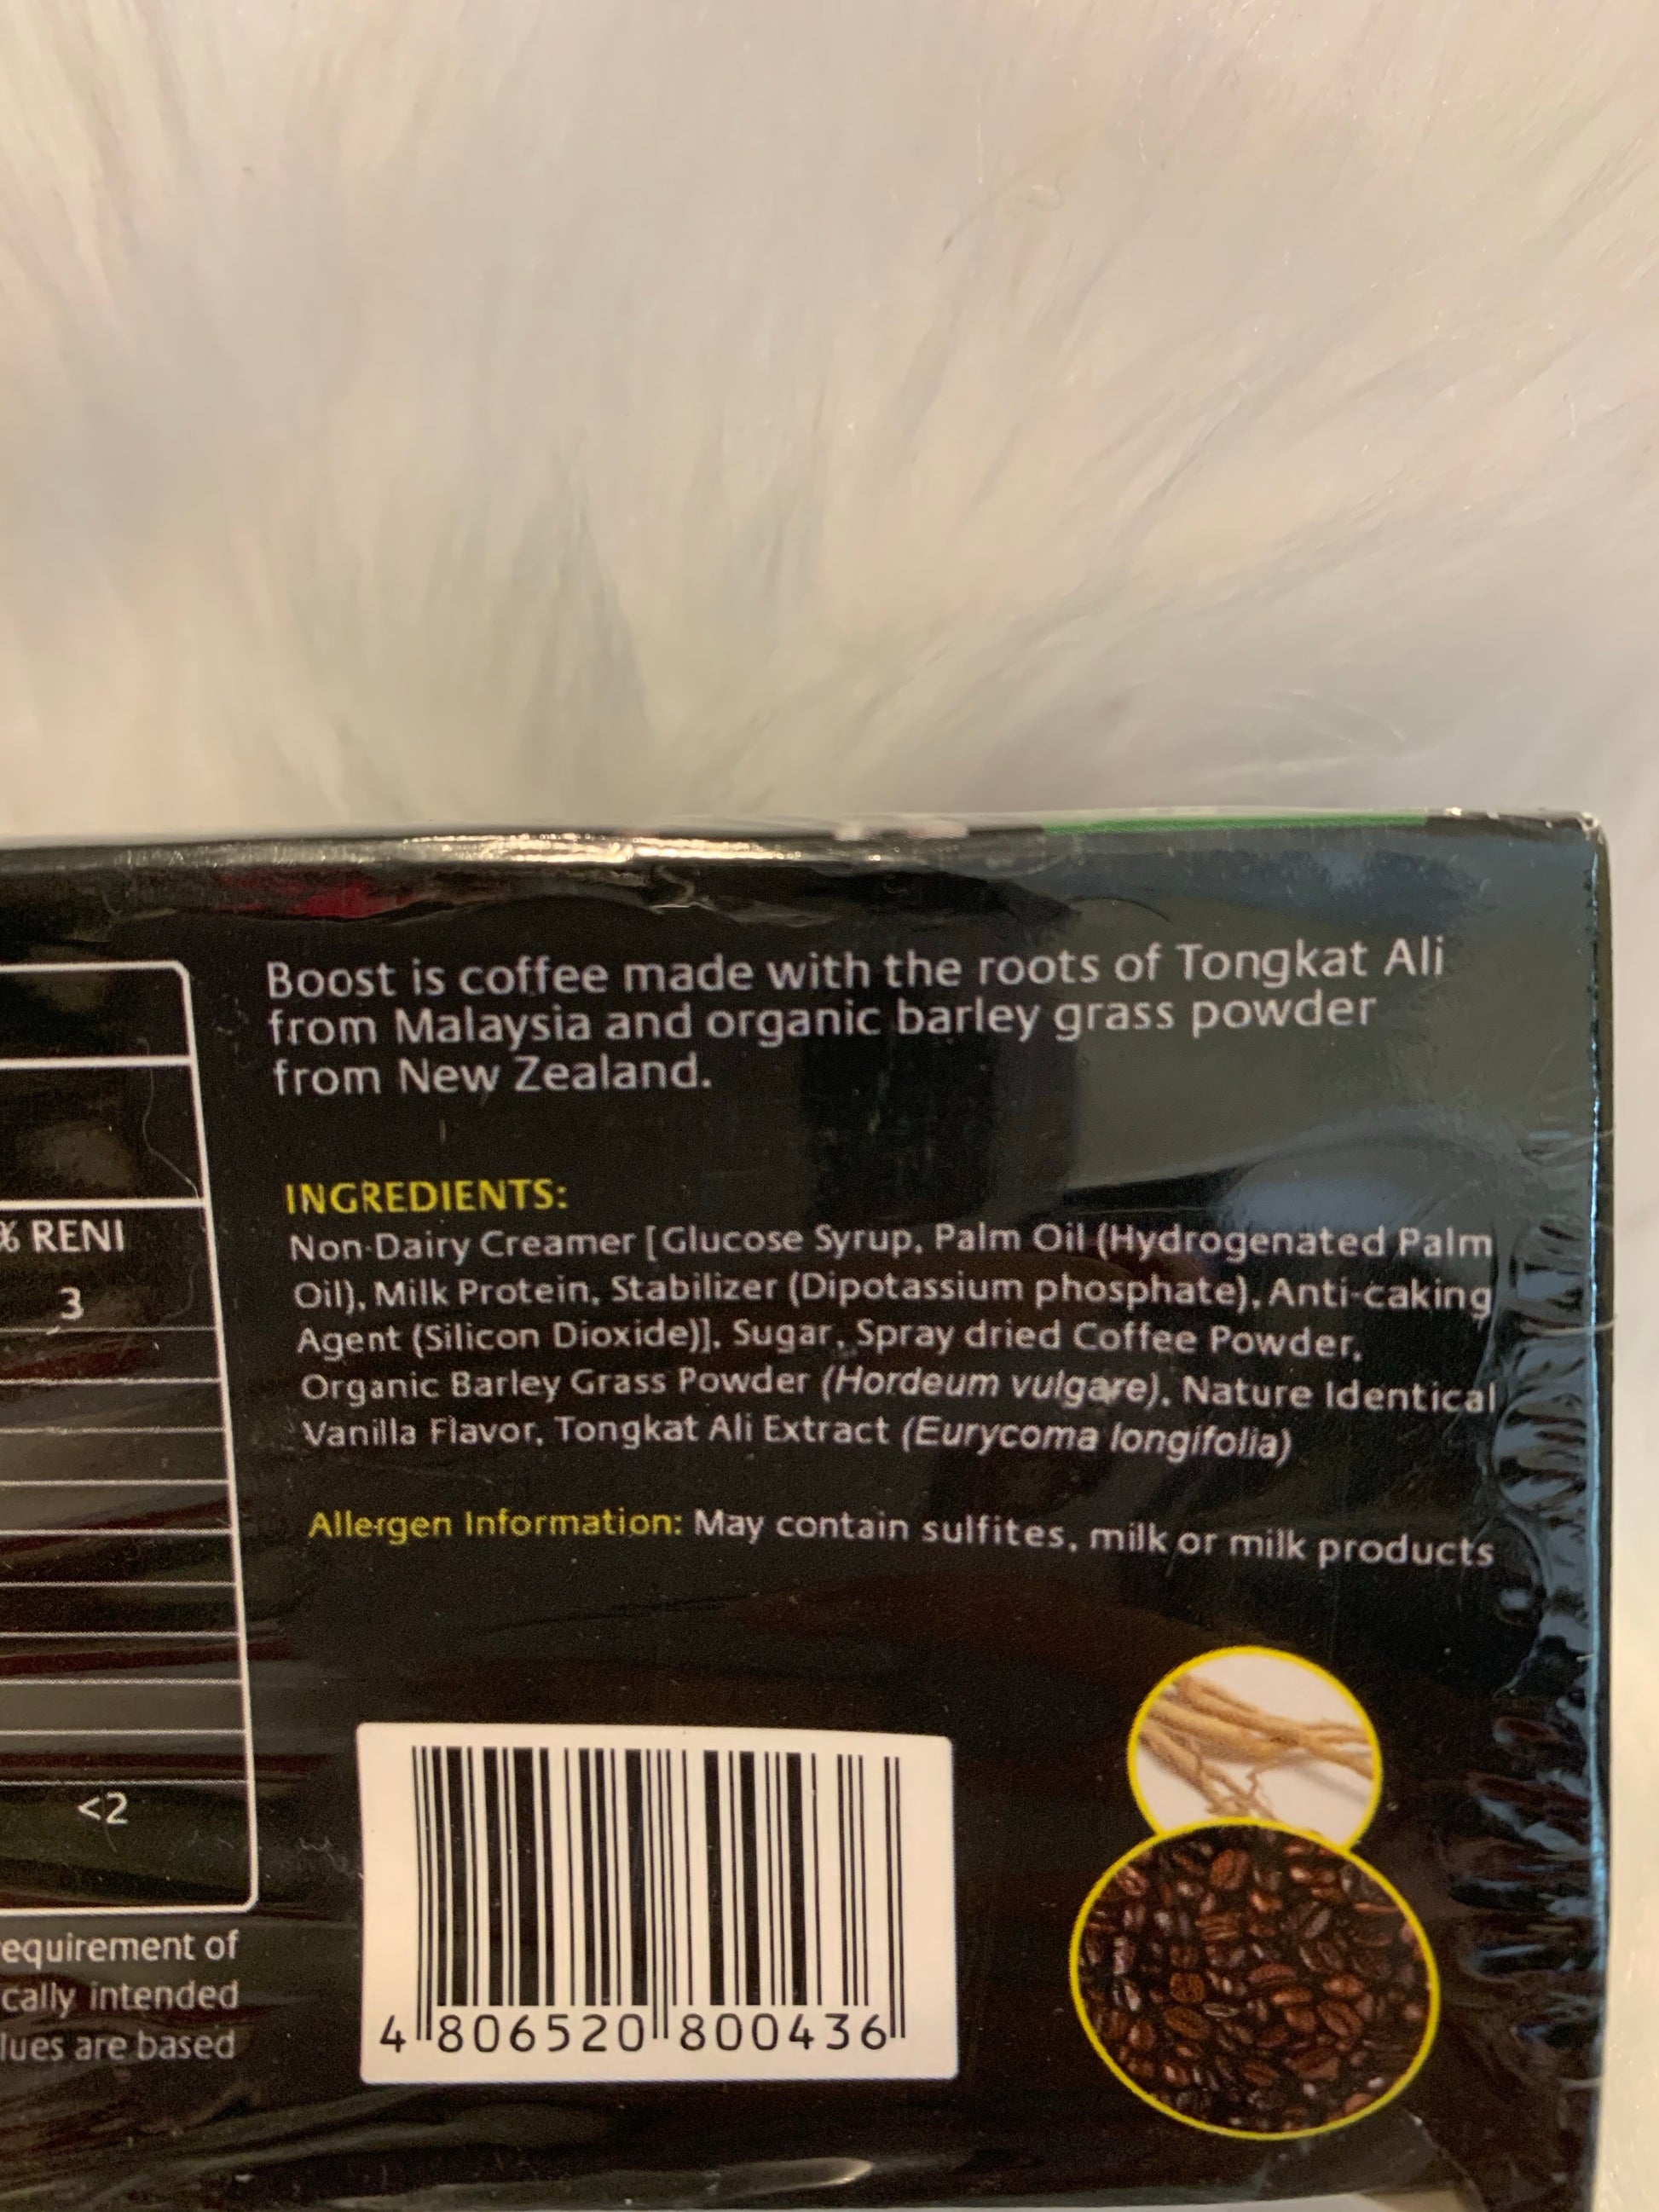 Boost is coffee made with the roots of Tongkat Ali
from Malaysia and organic barley grass powder
from New Zealand.
INGREDIENTS:
Non-Dairy Creamer [Glucose Syrup, Palm Oil (Hydrogenated Palm
Oil), Milk Protein, Stabilizer (Dipotassium phosphate), Anti-caking
Agent (Silicon Dioxide)], Sugar, Spray dried Coffee Powder,
Organic Barley Grass Powder (Hordeum vulgare), Nature Identical
Vanilla Flavor, Tongkat Ali Extract (Eurycoma longifolia)
Allergen Information: May contain sulfites, milk or milk products
% RENI
3
<2
equirement of
cally intended
lues are based
4 806520 800436